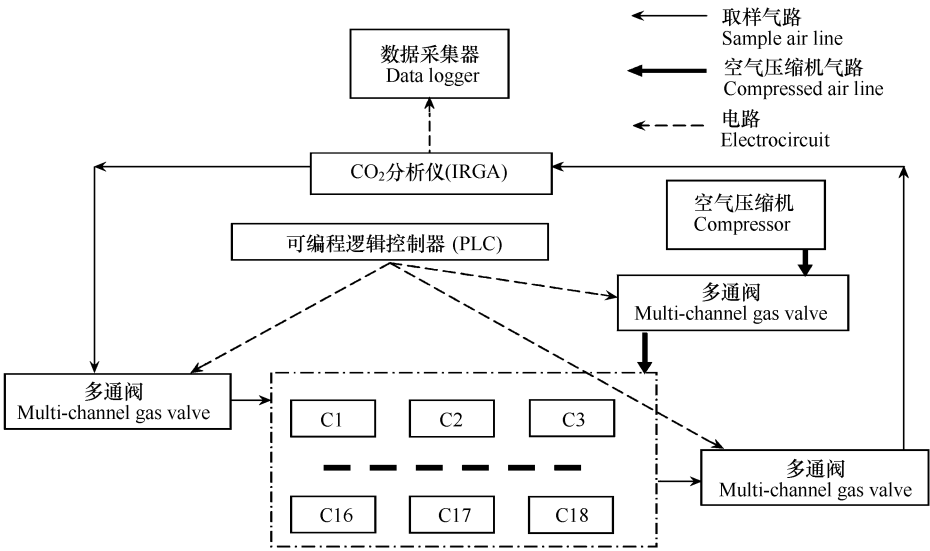 取样气路
Sample air line
空气压缩机气路
Compressed air line
电路
Electrocircuit
数据采集器
Data logger
CO₂分析仪(IRGA)
空气压缩机
Compressor
可编程逻辑控制器 (PLC)
多通阀
Multi-channel gas valve
多通阀
Multi-channel gas valve
C1
C2
C3
多通阀
Multi-channel gas valve
C16
C17
C18